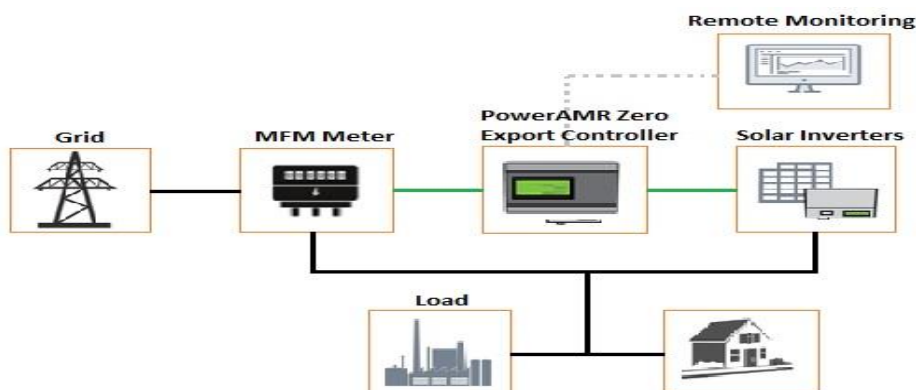 Remote Monitoring
PowerAMR Zero
Export Controller
Grid
MFM Meter
Solar Inverters
Load